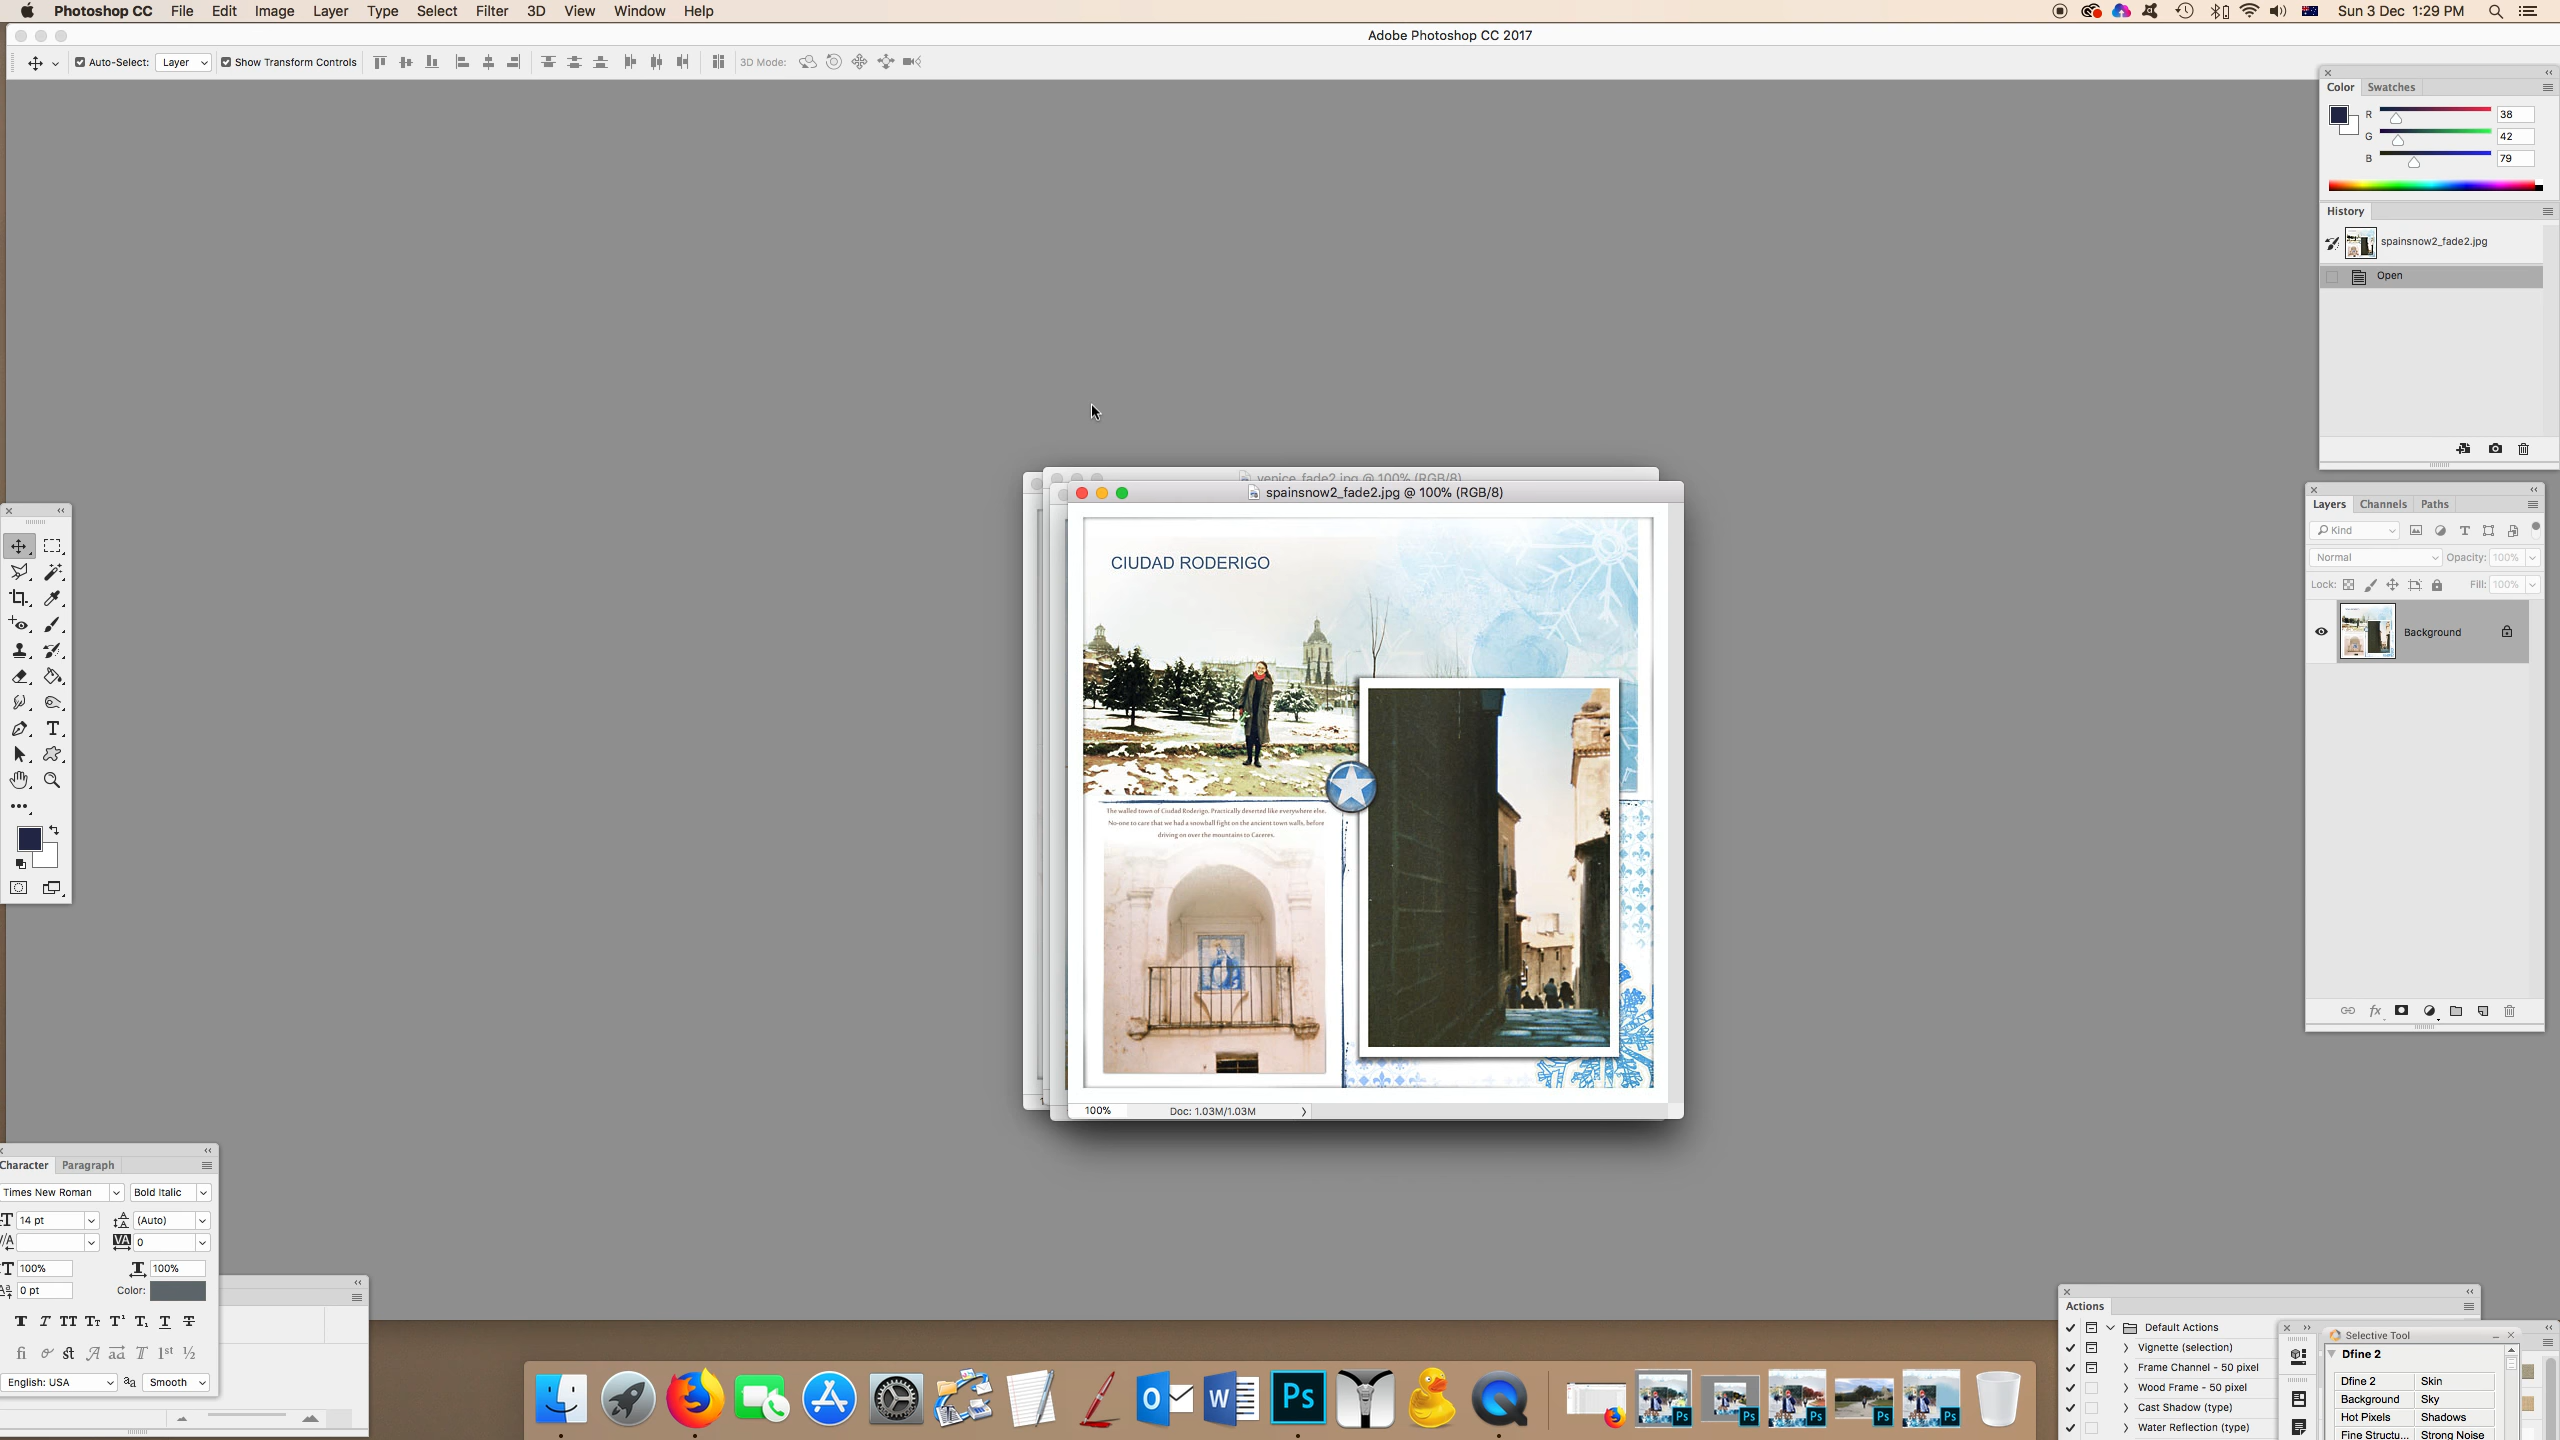 Photoshop CC File Edit Image Layer Type Select Filter 3D View Window Help
Sun 3 Dec 1:29 PM
Adobe Photoshop CC 2017
Auto-Select: Layer Show Transform Controls 3D Mode:
Color Swatches
R 38
G 42
B 79
History
spainsnow2_fade2.jpg
Open
venice_fade2.jpg @ 100% (RGB/8)
spainsnow2_fade2.jpg @ 100% (RGB/8)
CIUDAD RODERIGO
The walled town of Ciudad Roderigo. Practically deserted like everywhere else.
No-one to care that we had a snowball fight on the ancient town walls, before
driving on over the mountains to Caceres.
100% Doc: 1.03M/1.03M
Layers Channels Paths
Kind
Normal Opacity: 100%
Lock: Fill: 100%
Background
Character Paragraph
Times New Roman Bold Italic
14 pt (Auto)
0
100% 100%
0 pt Color:
English: USA aa Smooth
Actions
Default Actions
Vignette (selection)
Frame Channel - 50 pixel
Wood Frame - 50 pixel
Cast Shadow (type)
Water Reflection (type)
Selective Tool
Dfine 2
Dfine 2 Skin
Background Sky
Hot Pixels Shadows
Fine Structu... Strong Noise